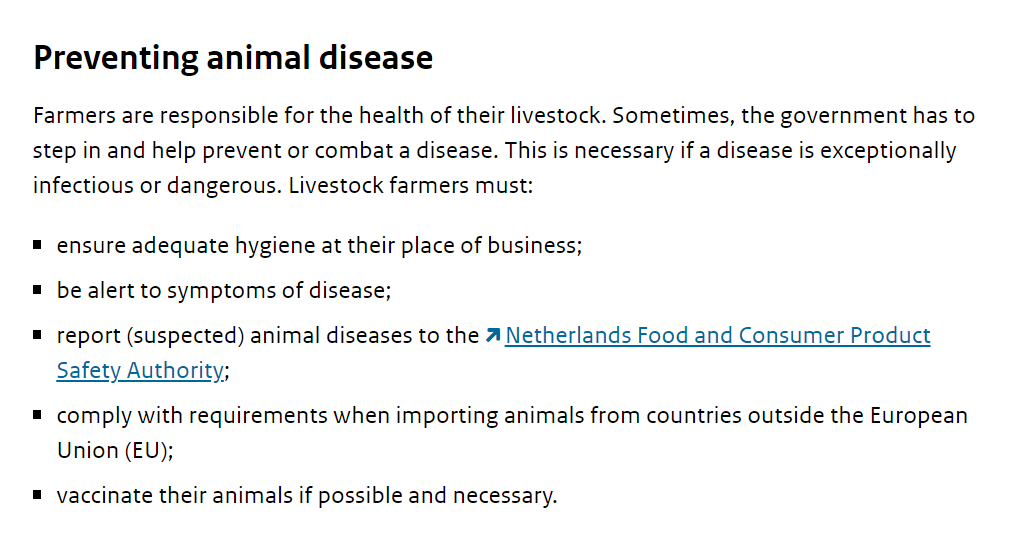 Preventing animal disease
Farmers are responsible for the health of their livestock. Sometimes, the government has to
step in and help prevent or combat a disease. This is necessary if a disease is exceptionally
infectious or dangerous. Livestock farmers must:
ensure adequate hygiene at their place of business;
be alert to symptoms of disease;
report (suspected) animal diseases to the Netherlands Food and Consumer Product
Safety Authority;
comply with requirements when importing animals from countries outside the European
Union (EU);
vaccinate their animals if possible and necessary.